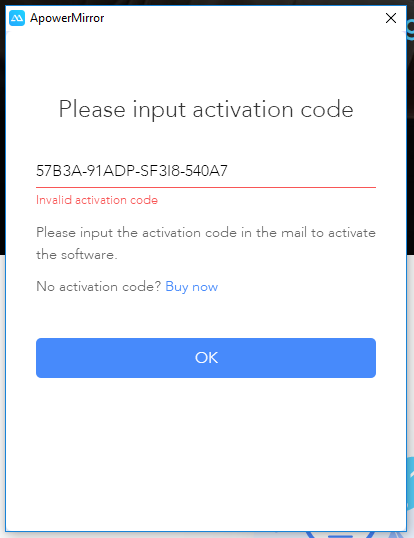 ApowerMirror
Please input activation code
57B3A-91ADP-SF3I8-540A7
Invalid activation code
Please input the activation code in the mail to activate
the software.
No activation code? Buy now
OK